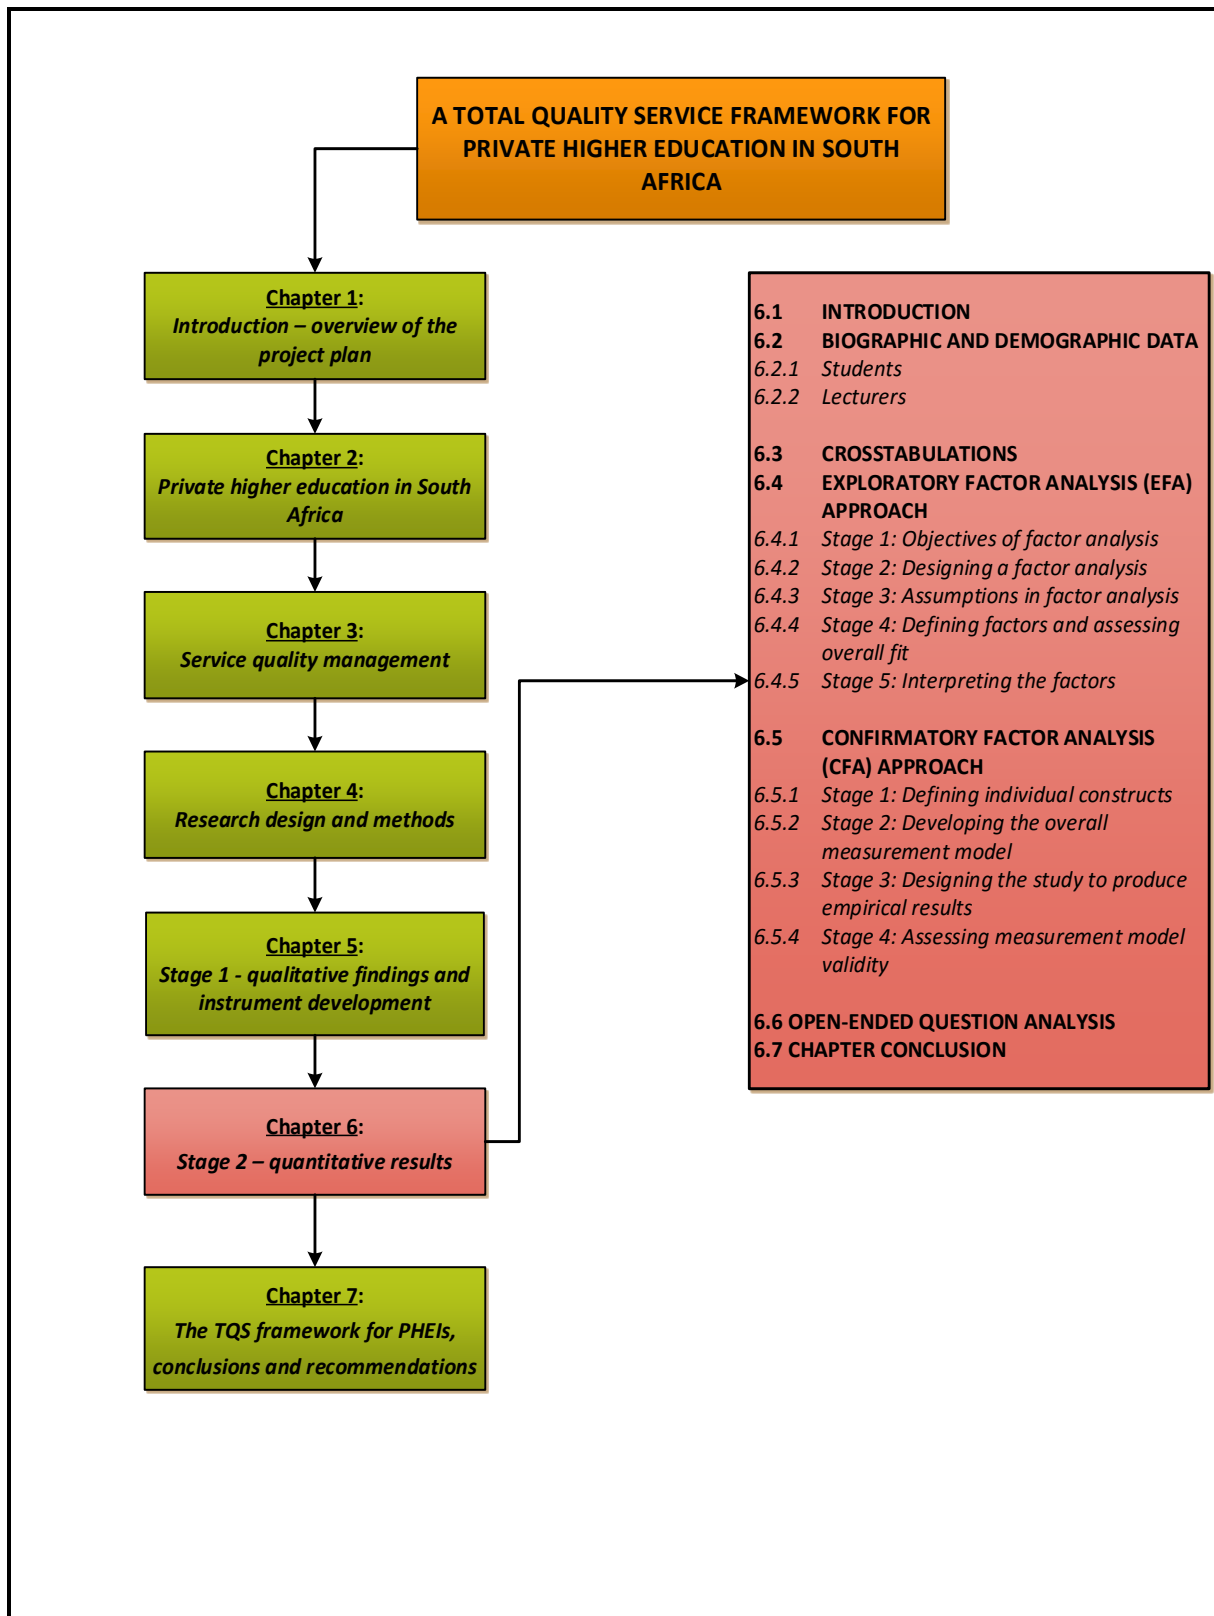 A TOTAL QUALITY SERVICE FRAMEWORK FOR
PRIVATE HIGHER EDUCATION IN SOUTH
AFRICA
Chapter 1:
Introduction – overview of the
project plan
Chapter 2:
Private higher education in South
Africa
Chapter 3:
Service quality management
Chapter 4:
Research design and methods
Chapter 5:
Stage 1 - qualitative findings and
instrument development
Chapter 6:
Stage 2 – quantitative results
Chapter 7:
The TQS framework for PHEIs,
conclusions and recommendations
6.1 INTRODUCTION
6.2 BIOGRAPHIC AND DEMOGRAPHIC DATA
6.2.1 Students
6.2.2 Lecturers
6.3 CROSSTABULATIONS
6.4 EXPLORATORY FACTOR ANALYSIS (EFA)
APPROACH
6.4.1 Stage 1: Objectives of factor analysis
6.4.2 Stage 2: Designing a factor analysis
6.4.3 Stage 3: Assumptions in factor analysis
6.4.4 Stage 4: Defining factors and assessing
overall fit
6.4.5 Stage 5: Interpreting the factors
6.5 CONFIRMATORY FACTOR ANALYSIS
(CFA) APPROACH
6.5.1 Stage 1: Defining individual constructs
6.5.2 Stage 2: Developing the overall
measurement model
6.5.3 Stage 3: Designing the study to produce
empirical results
6.5.4 Stage 4: Assessing measurement model
validity
6.6 OPEN-ENDED QUESTION ANALYSIS
6.7 CHAPTER CONCLUSION